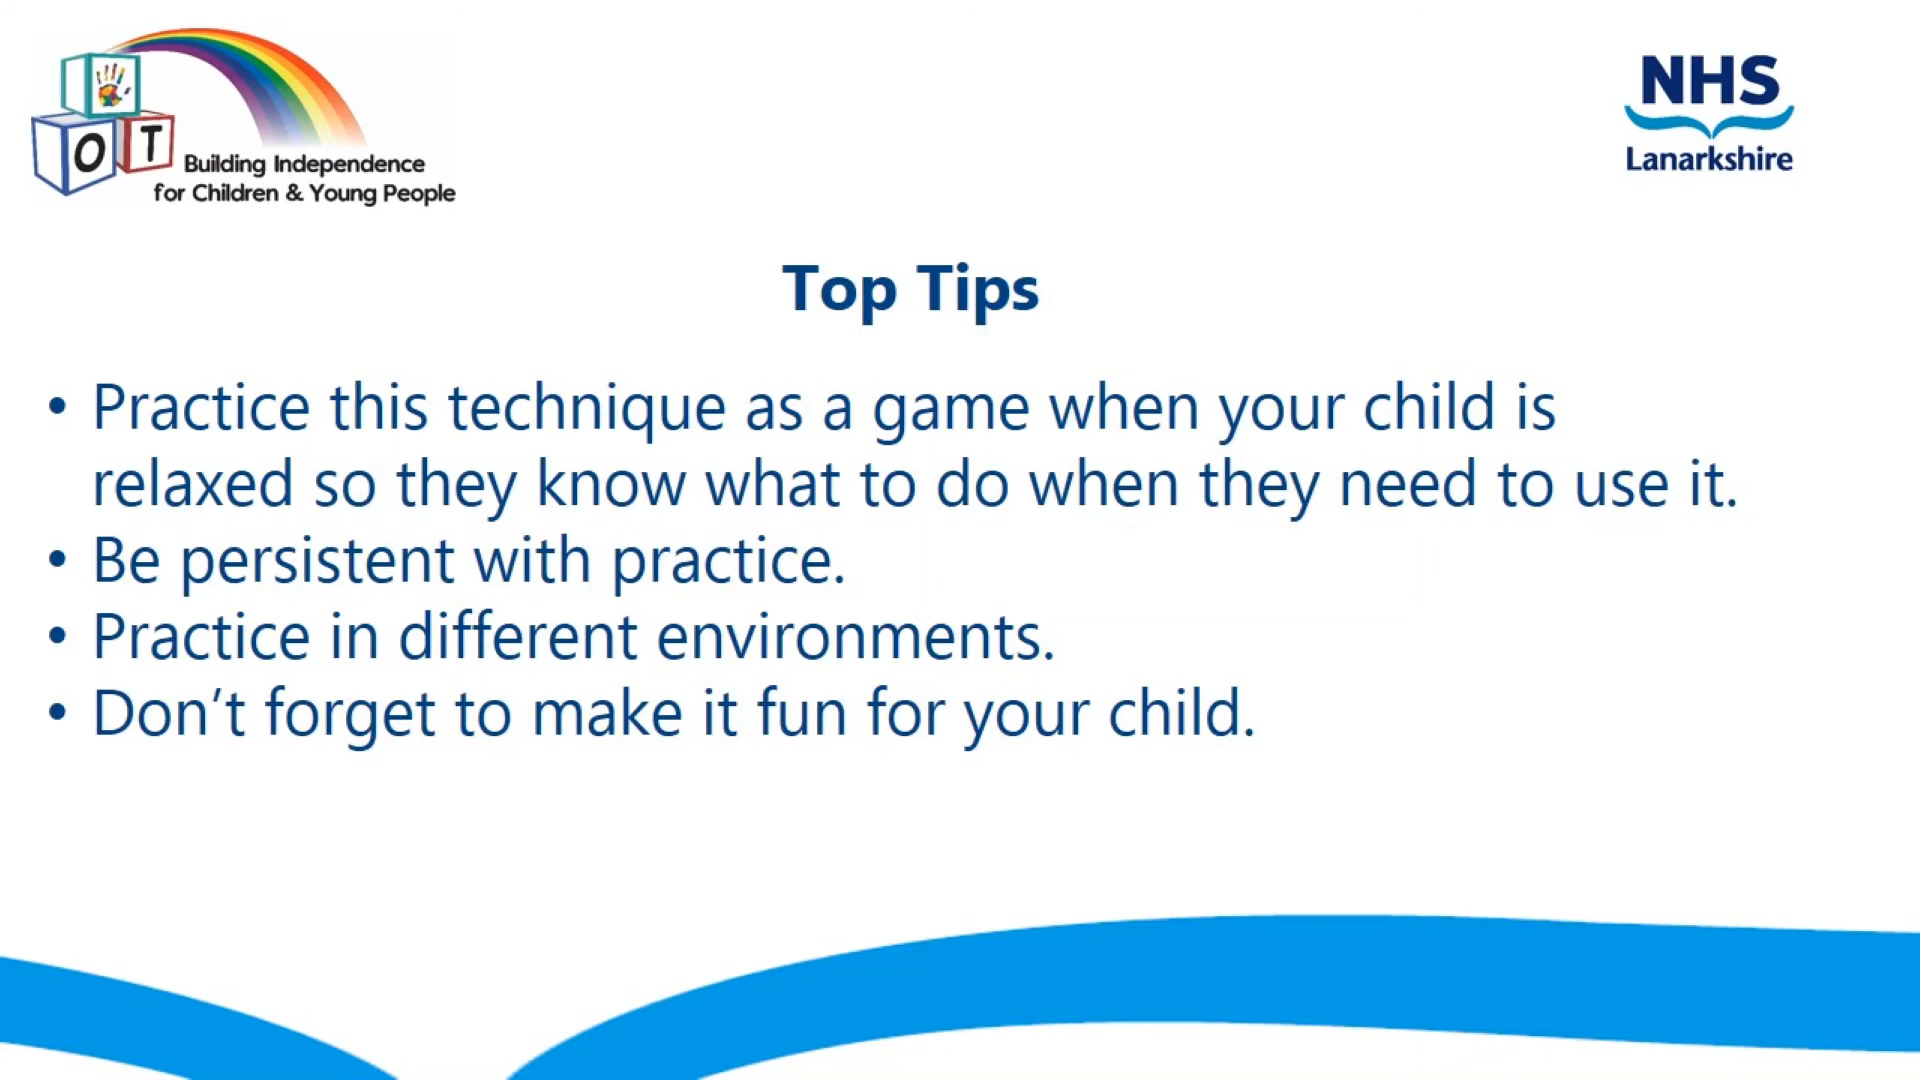 O T
Building Independence
for Children & Young People
NHS
Lanarkshire
Top Tips
• Practice this technique as a game when your child is
relaxed so they know what to do when they need to use it.
• Be persistent with practice.
• Practice in different environments.
• Don’t forget to make it fun for your child.